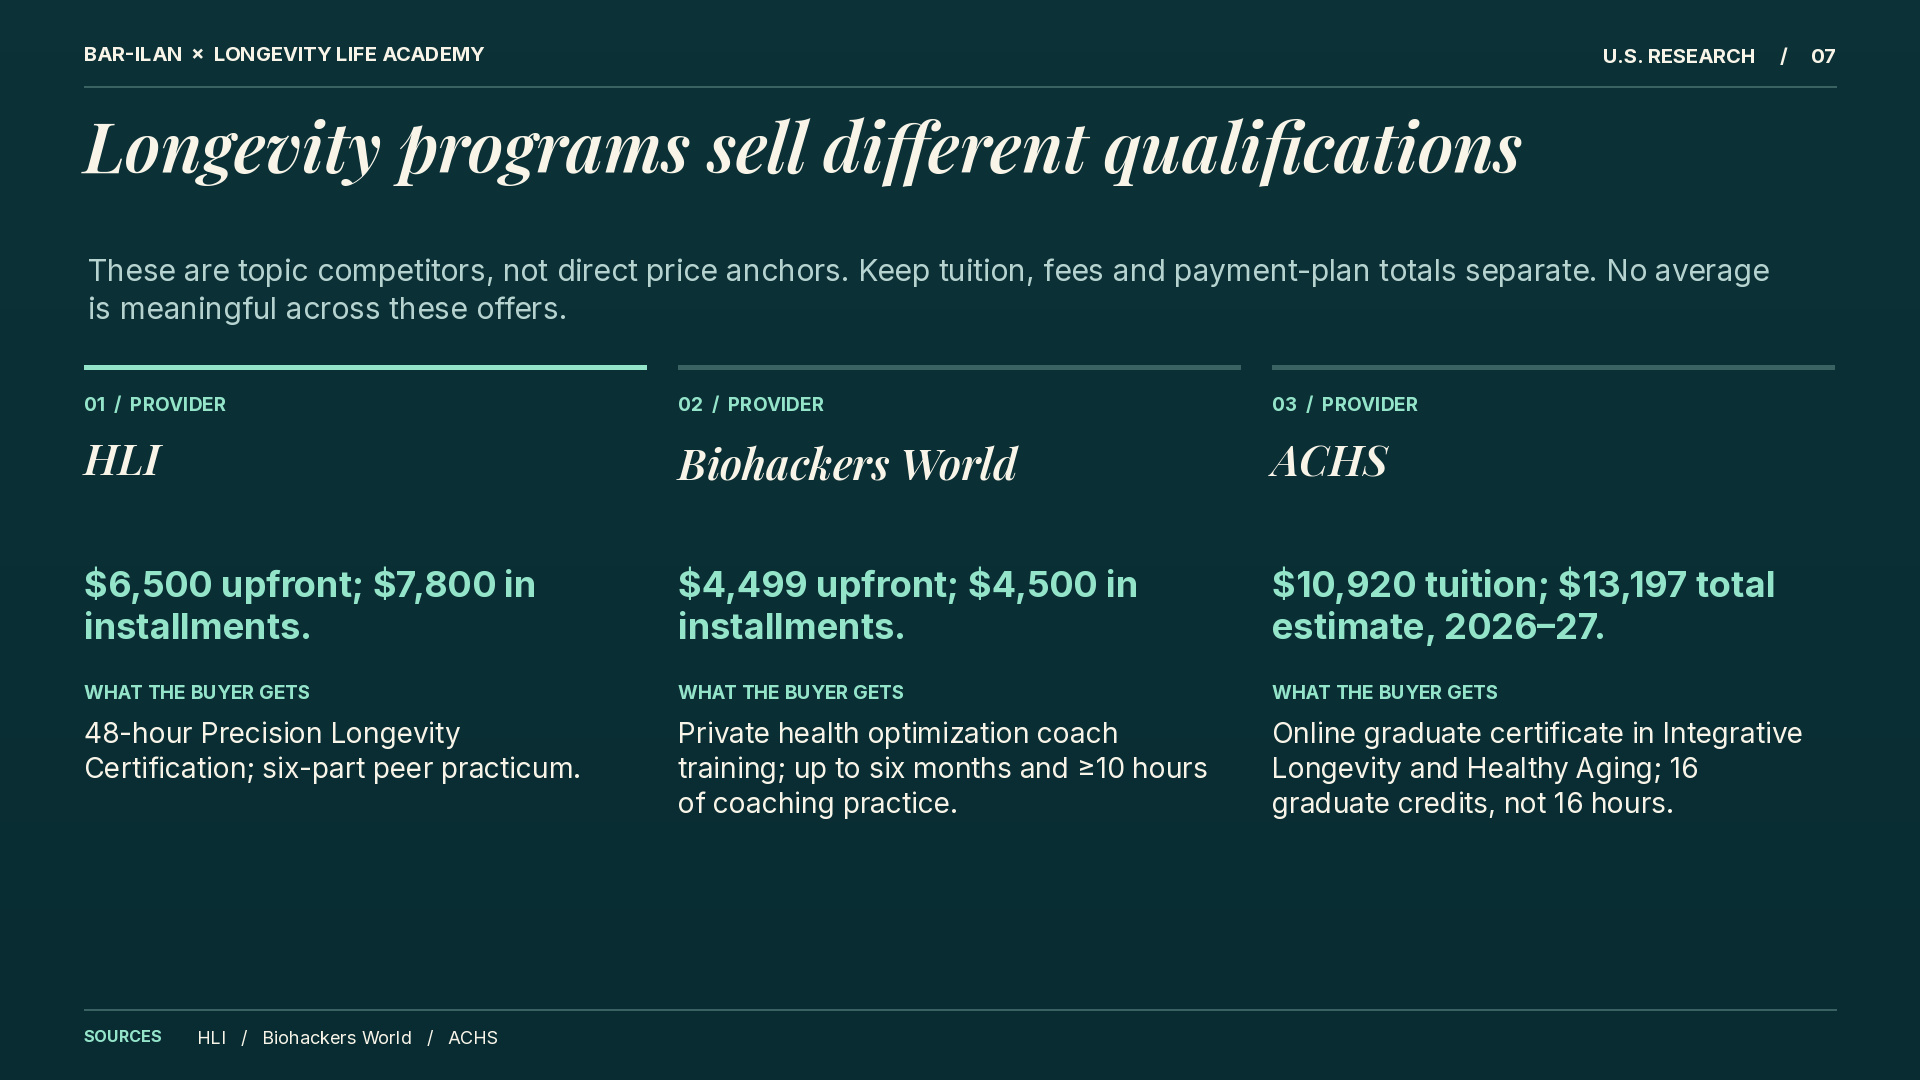 BAR-ILAN × LONGEVITY LIFE ACADEMY
U.S. RESEARCH / 07
Longevity programs sell different qualifications
These are topic competitors, not direct price anchors. Keep tuition, fees and payment-plan totals separate. No average
is meaningful across these offers.
01 / PROVIDER
HLI
$6,500 upfront; $7,800 in
installments.
WHAT THE BUYER GETS
48-hour Precision Longevity
Certification; six-part peer practicum.
02 / PROVIDER
Biohackers World
$4,499 upfront; $4,500 in
installments.
WHAT THE BUYER GETS
Private health optimization coach
training; up to six months and ≥10 hours
of coaching practice.
03 / PROVIDER
ACHS
$10,920 tuition; $13,197 total
estimate, 2026–27.
WHAT THE BUYER GETS
Online graduate certificate in Integrative
Longevity and Healthy Aging; 16
graduate credits, not 16 hours.
SOURCES HLI / Biohackers World / ACHS